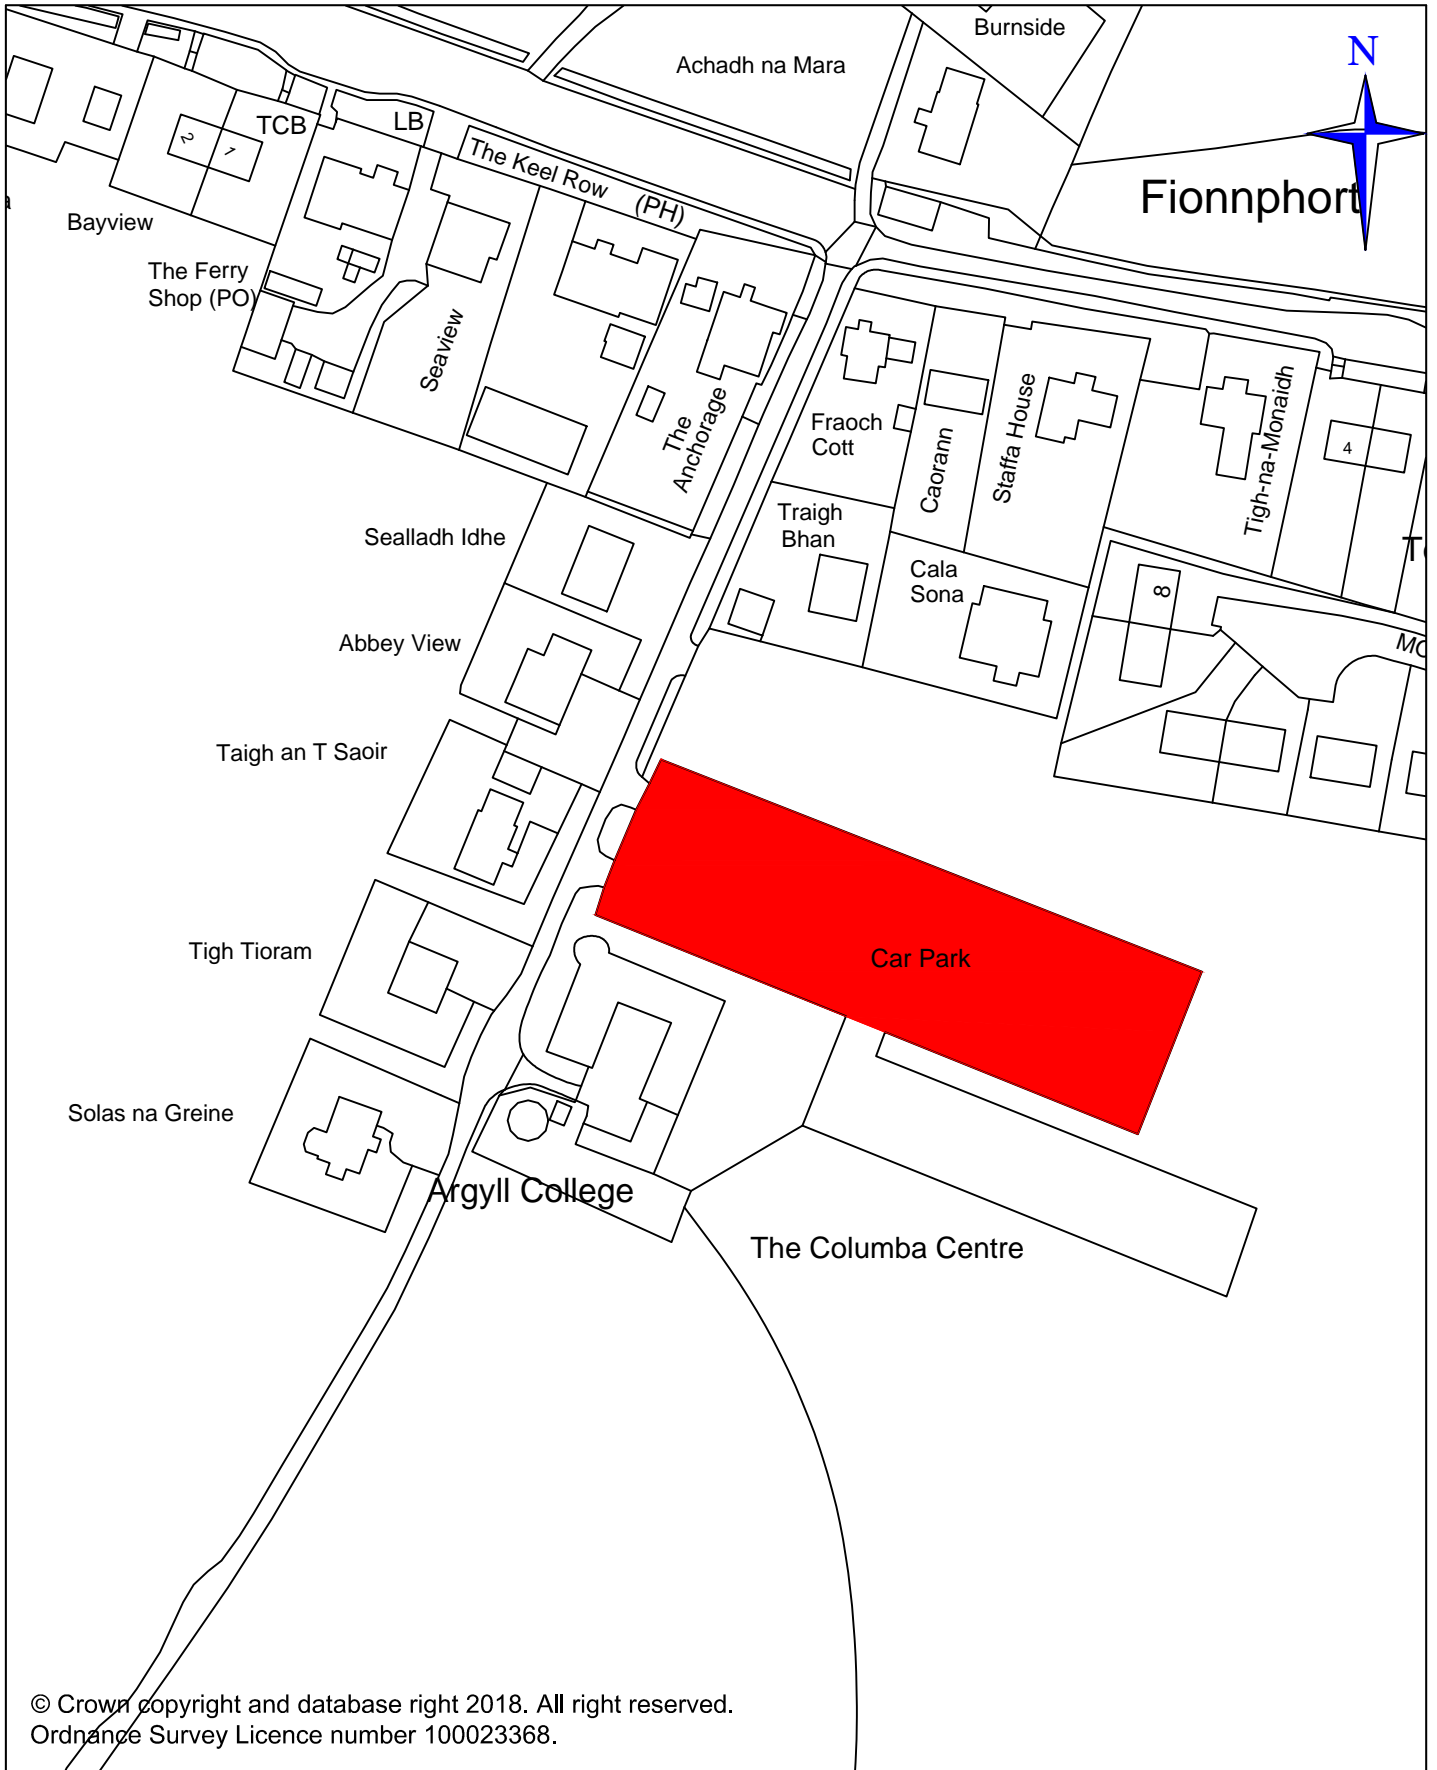 Burnside
N
Achadh na Mara
TCB
LB
2
1
The Keel Row
(PH)
Fionnphort
Bayview
The Ferry
Shop (PO)
Seaview
The
Anchorage
Fraoch
Cott
Caorann
Staffa House
Tigh-na-Monaidh
4
Sealladh Idhe
Traigh
Bhan
Cala
Sona
8
Abbey View
Taigh an T Saoir
Tigh Tioram
Car Park
Solas na Greine
Argyll College
The Columba Centre
© Crown copyright and database right 2018. All right reserved.
Ordnance Survey Licence number 100023368.